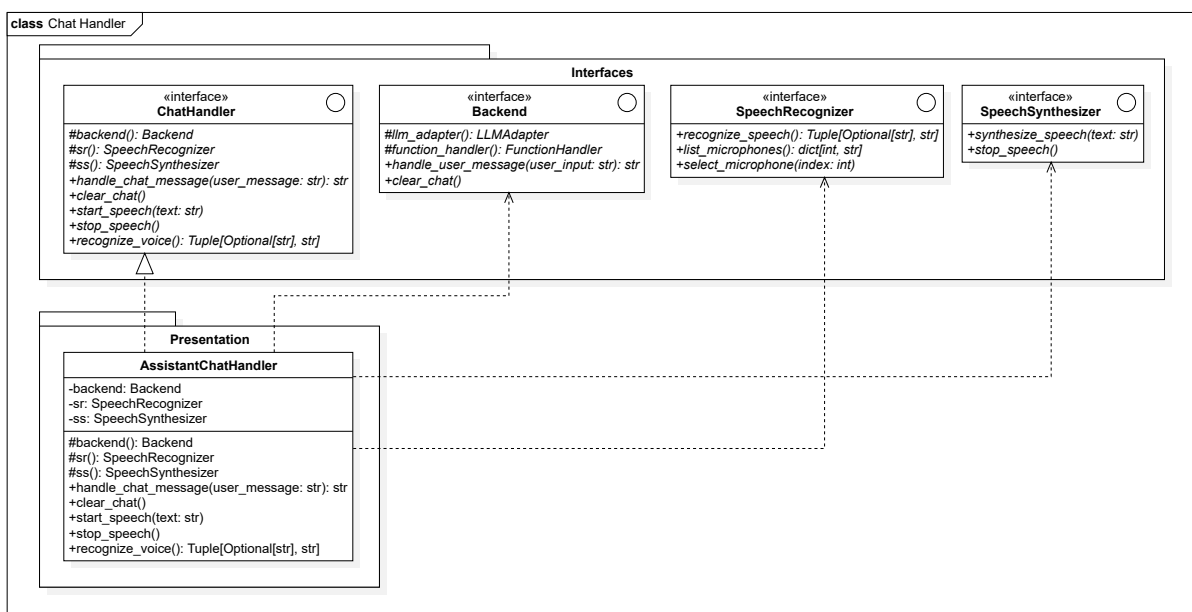 class Chat Handler
Interfaces
«interface»
ChatHandler
#backend(): Backend
#sr(): SpeechRecognizer
#ss(): SpeechSynthesizer
+handle_chat_message(user_message: str): str
+clear_chat()
+start_speech(text: str)
+stop_speech()
+recognize_voice(): Tuple[Optional[str], str]
«interface»
Backend
#llm_adapter(): LLMAdapter
#function_handler(): FunctionHandler
+handle_user_message(user_input: str): str
+clear_chat()
«interface»
SpeechRecognizer
+recognize_speech(): Tuple[Optional[str], str]
+list_microphones(): dict[int, str]
+select_microphone(index: int)
«interface»
SpeechSynthesizer
+synthesize_speech(text: str)
+stop_speech()
Presentation
AssistantChatHandler
-backend: Backend
-sr: SpeechRecognizer
-ss: SpeechSynthesizer
#backend(): Backend
#sr(): SpeechRecognizer
#ss(): SpeechSynthesizer
+handle_chat_message(user_message: str): str
+clear_chat()
+start_speech(text: str)
+stop_speech()
+recognize_voice(): Tuple[Optional[str], str]